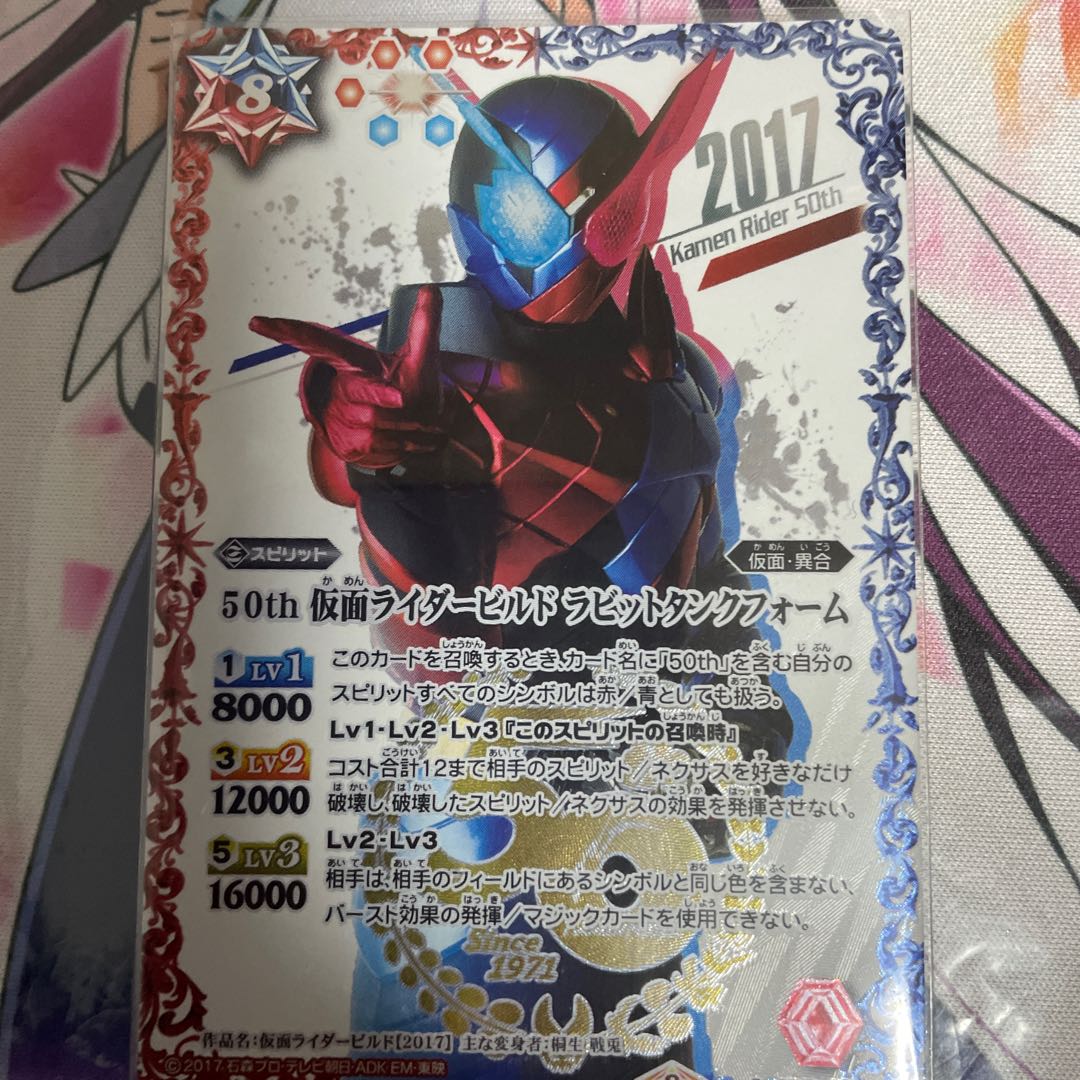 8
2017
Kamen Rider 50th
スピリット
仮面・異合
50th 仮面ライダービルド ラビットタンクフォーム
1 LV1
8000
このカードを召喚するとき、カード名に「50th」を含む自分の
スピリットすべてのシンボルは赤/青としても扱う。
Lv1・Lv2・Lv3『このスピリットの召喚時』
3 LV2
12000
コスト合計12まで相手のスピリット/ネクサスを好きなだけ
破壊し、破壊したスピリット/ネクサスの効果を発揮させない。
5 LV3
16000
Lv2・Lv3
相手は、相手のフィールドにあるシンボルと同じ色を含まない、
バースト効果の発揮/マジックカードを使用できない。
Since
1971
作品名:仮面ライダービルド[2017] 主な変身者:桐生 戦兎
©2017 石森プロ・テレビ朝日・ADK EM・東映